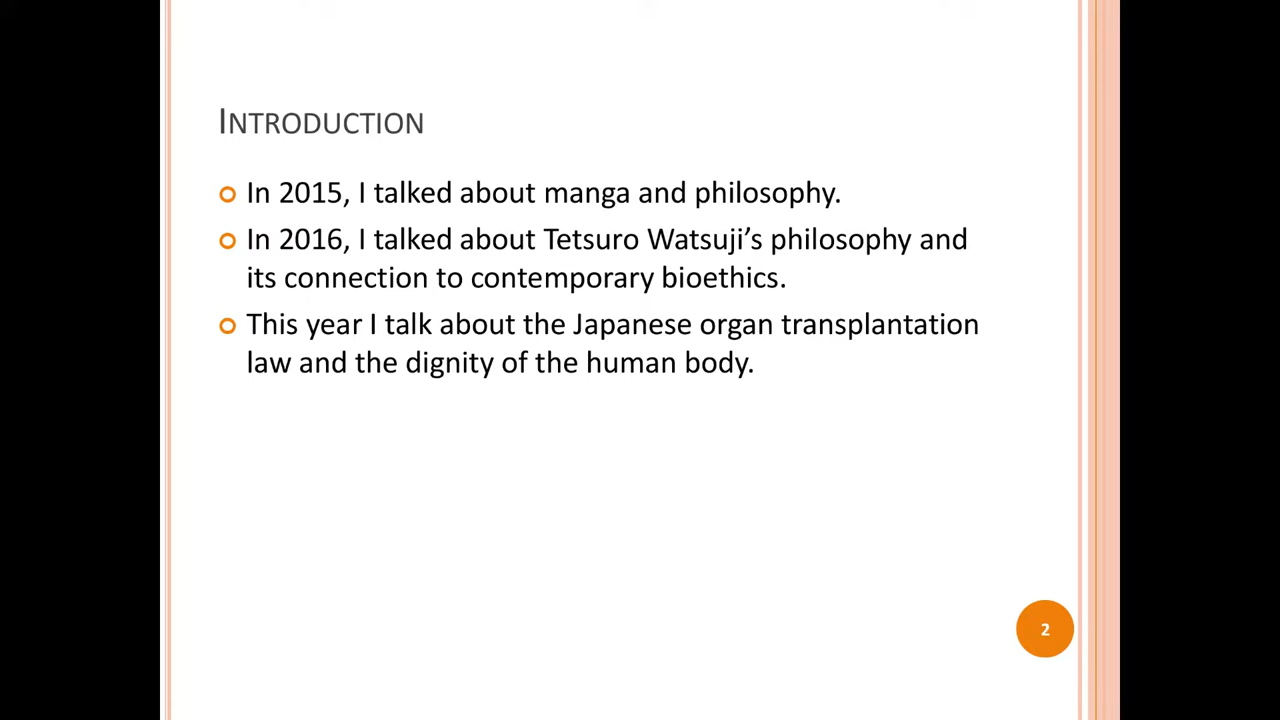 INTRODUCTION
In 2015, I talked about manga and philosophy.
In 2016, I talked about Tetsuro Watsuji’s philosophy and
its connection to contemporary bioethics.
This year I talk about the Japanese organ transplantation
law and the dignity of the human body.
2